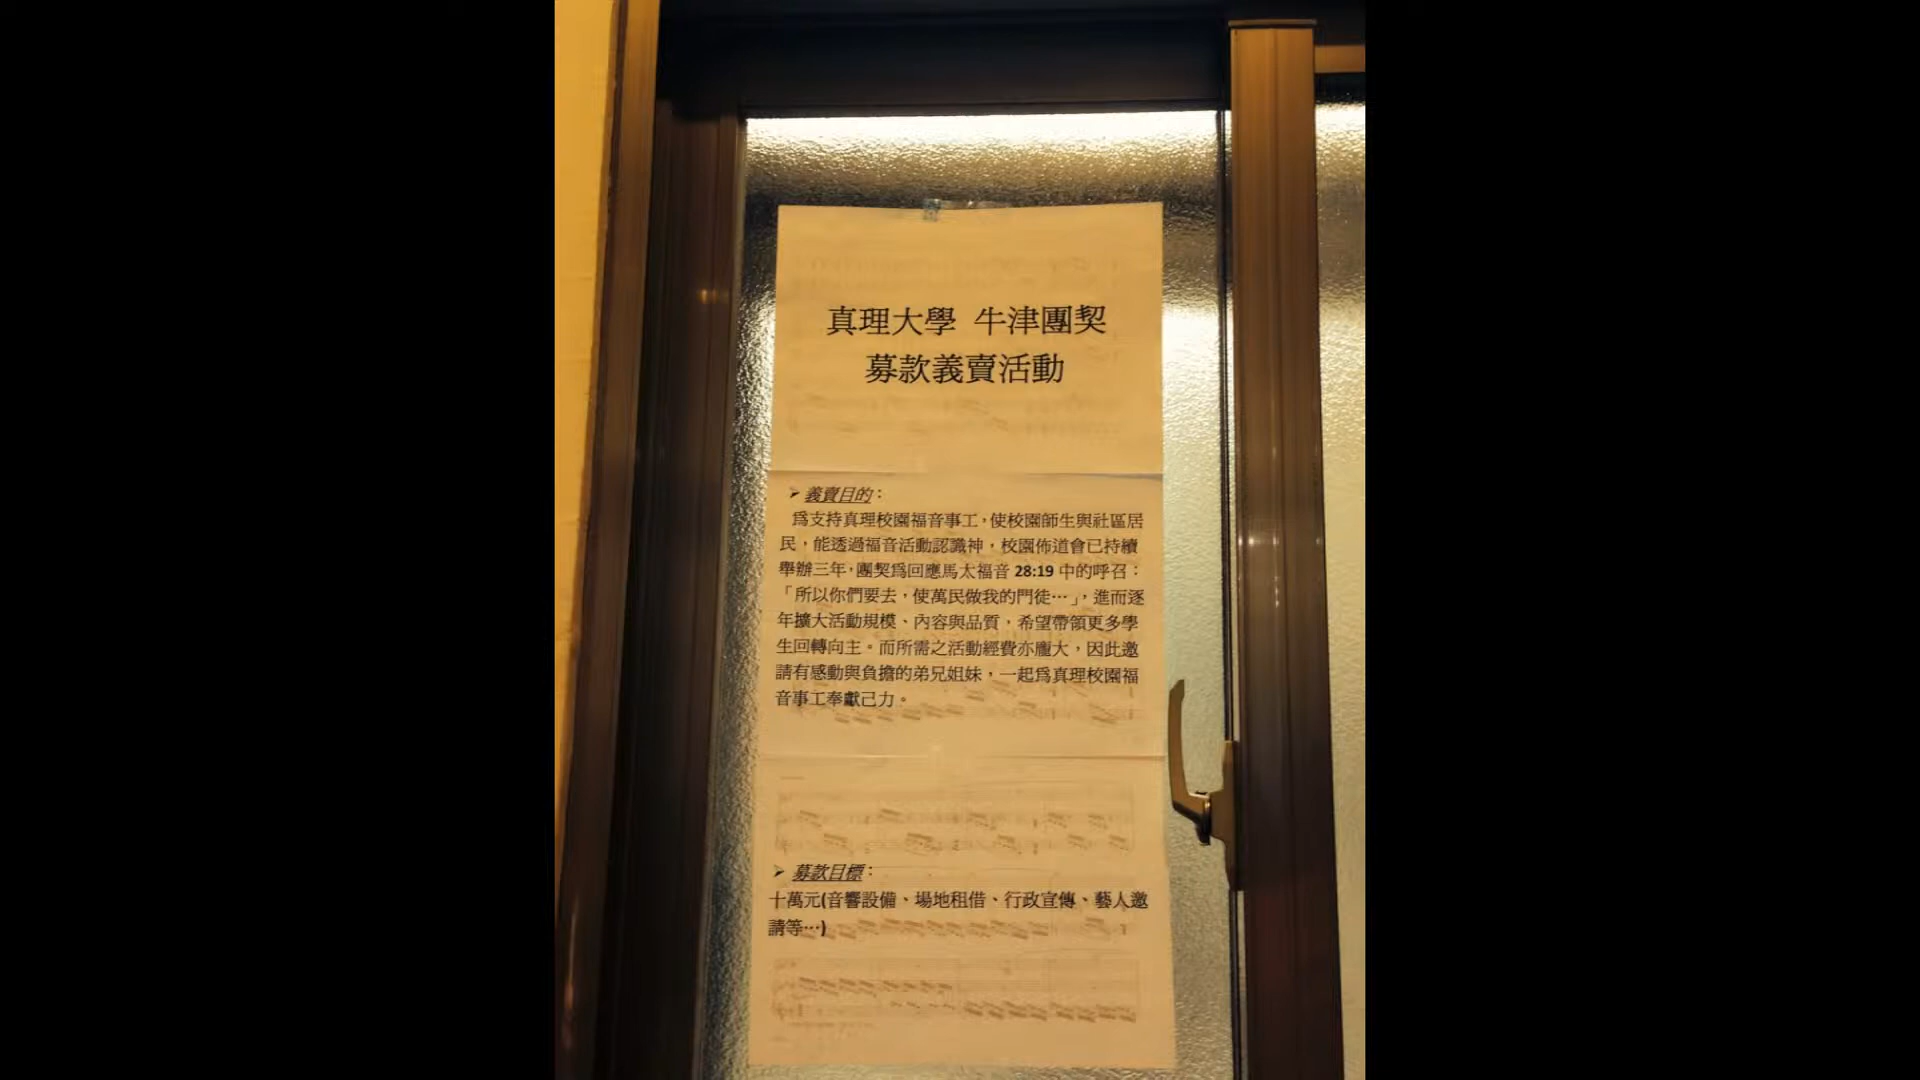 真理大學 牛津團契
募款義賣活動
➢ 義賣目的：
為支持真理校園福音事工，使校園師生與社區居
民，能透過福音活動認識神，校園佈道會已持續
舉辦三年，團契為回應馬太福音 28:19 中的呼召：
「所以你們要去，使萬民做我的門徒…」，進而逐
年擴大活動規模、內容與品質，希望帶領更多學
生回轉向主。而所需之活動經費亦龐大，因此邀
請有感動與負擔的弟兄姐妹，一起為真理校園福
音事工奉獻己力。
➢ 募款目標：
十萬元(音響設備、場地租借、行政宣傳、藝人邀
請等…)